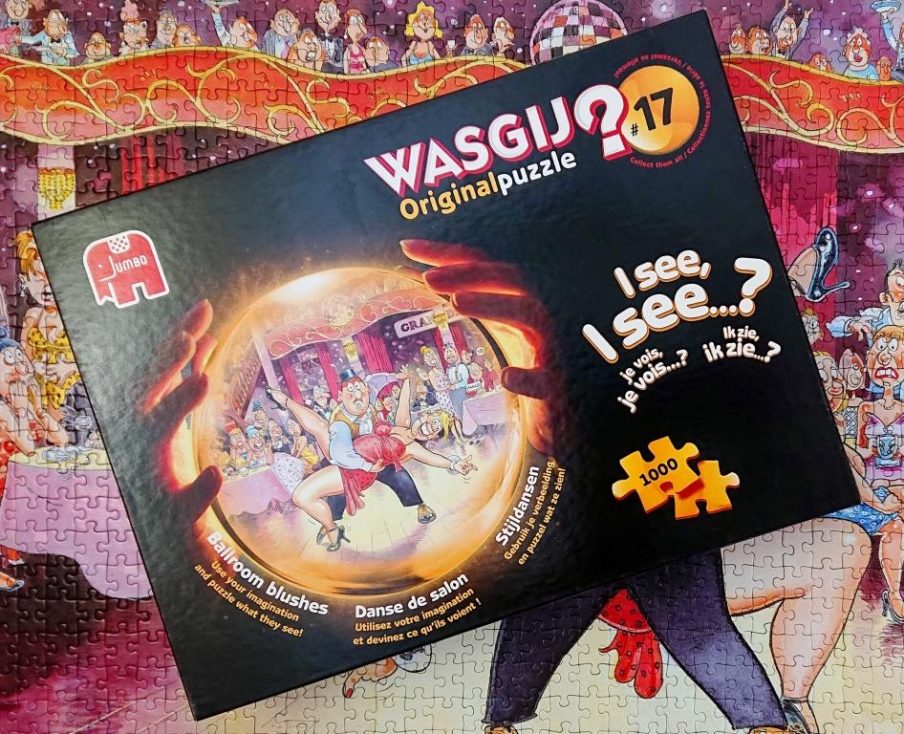 WASGIJ?
Originalpuzzle
#17
Collect them all!
JUMBO
I see,
I see...?
je vois,
je vois...?
Ik zie,
ik zie...?
1000
GRAN
Ballroom blushes
Use your imagination
and puzzle what they see!
Danse de salon
Utilisez votre imagination
et devinez ce qu'ils voient !
Stijldansen
Gebruik je verbeelding
en puzzel wat ze zien!